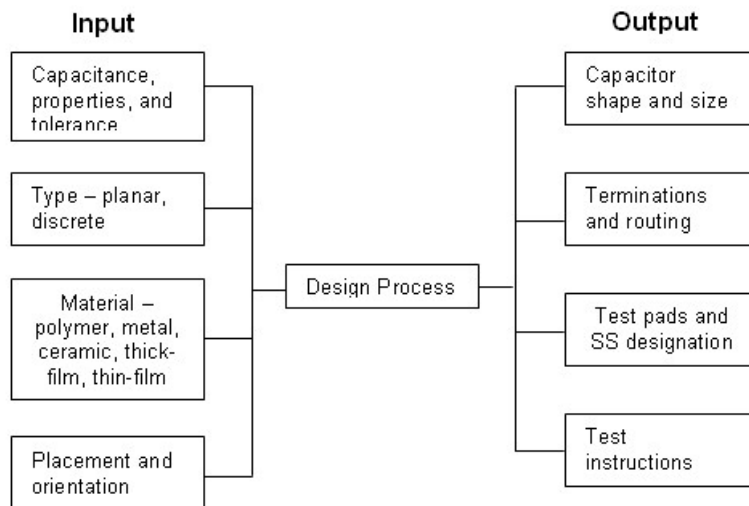 Input
Capacitance,
properties, and
tolerance
Type – planar,
discrete
Material –
polymer, metal,
ceramic, thick-
film, thin-film
Placement and
orientation
Design Process
Output
Capacitor
shape and size
Terminations
and routing
Test pads and
SS designation
Test
instructions